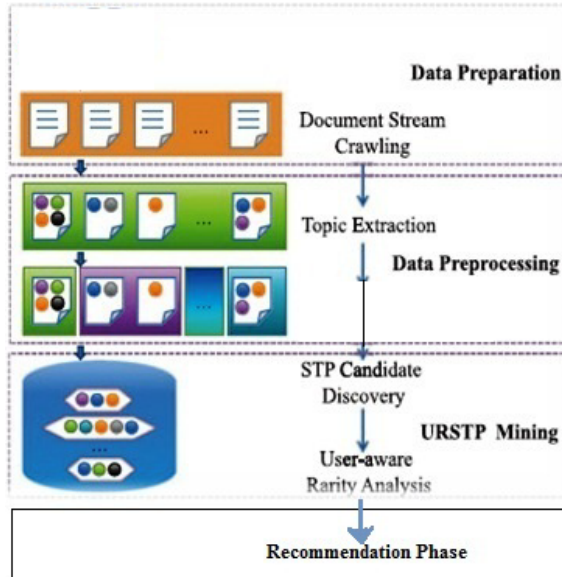 Data Preparation
Document Stream
Crawling
...
Topic Extraction
...
Data Preprocessing
...
STP Candidate
Discovery
URSTP Mining
...
User-aware
Rarity Analysis
Recommendation Phase